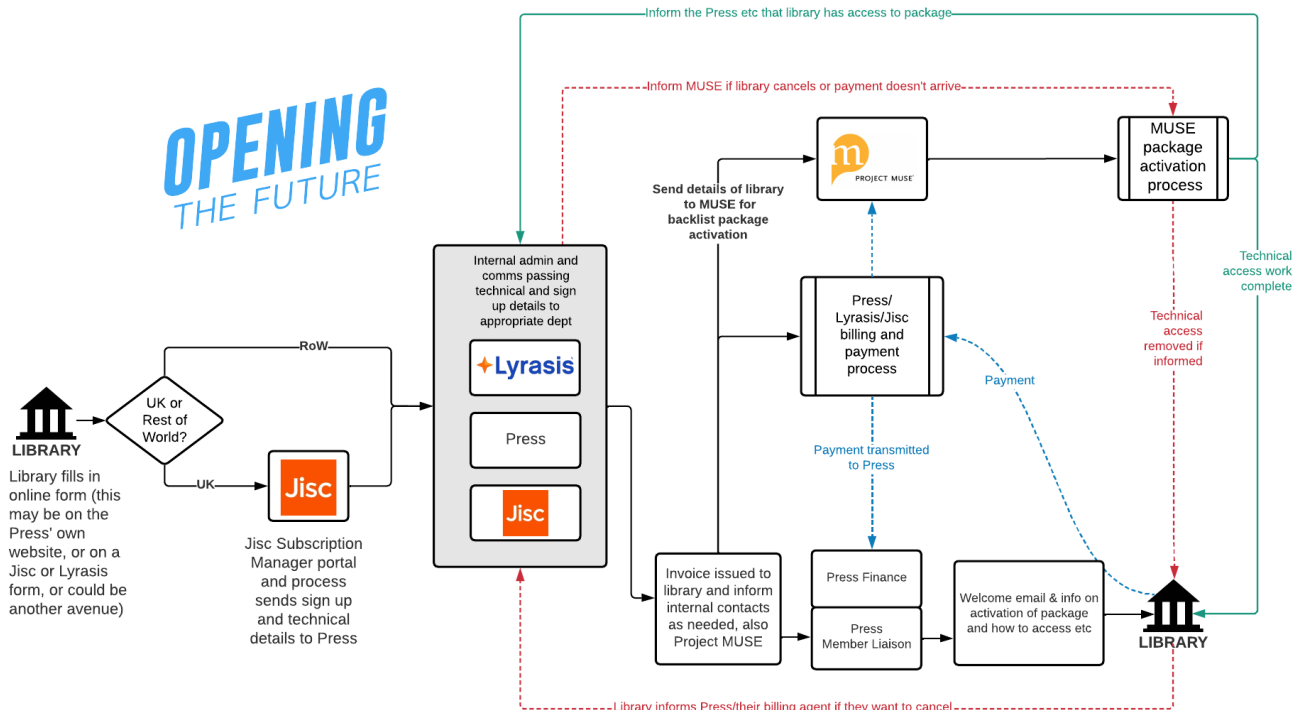 Inform the Press etc that library has access to package
Inform MUSE if library cancels or payment doesn't arrive
OPENING
THE FUTURE
m
PROJECT MUSE
MUSE
package
activation
process
Send details of library
to MUSE for
backlist package
activation
Internal admin and
comms passing
technical and sign
up details to
appropriate dept
Lyrasis
Press
Jisc
Technical
access work
complete
Press/
Lyrasis/Jisc
billing and
payment
process
Technical
access
removed if
informed
RoW
Payment
UK or
Rest of
World?
LIBRARY
Library fills in
online form (this
may be on the
Press' own
website, or on a
Jisc or Lyrasis
form, or could be
another avenue)
UK
Jisc
Jisc Subscription
Manager portal
and process
sends sign up
and technical
details to Press
Payment transmitted
to Press
Invoice issued to
library and inform
internal contacts
as needed, also
Project MUSE
Press Finance
Press
Member Liaison
Welcome email & info on
activation of package
and how to access etc
LIBRARY
Library informs Press/their billing agent if they want to cancel